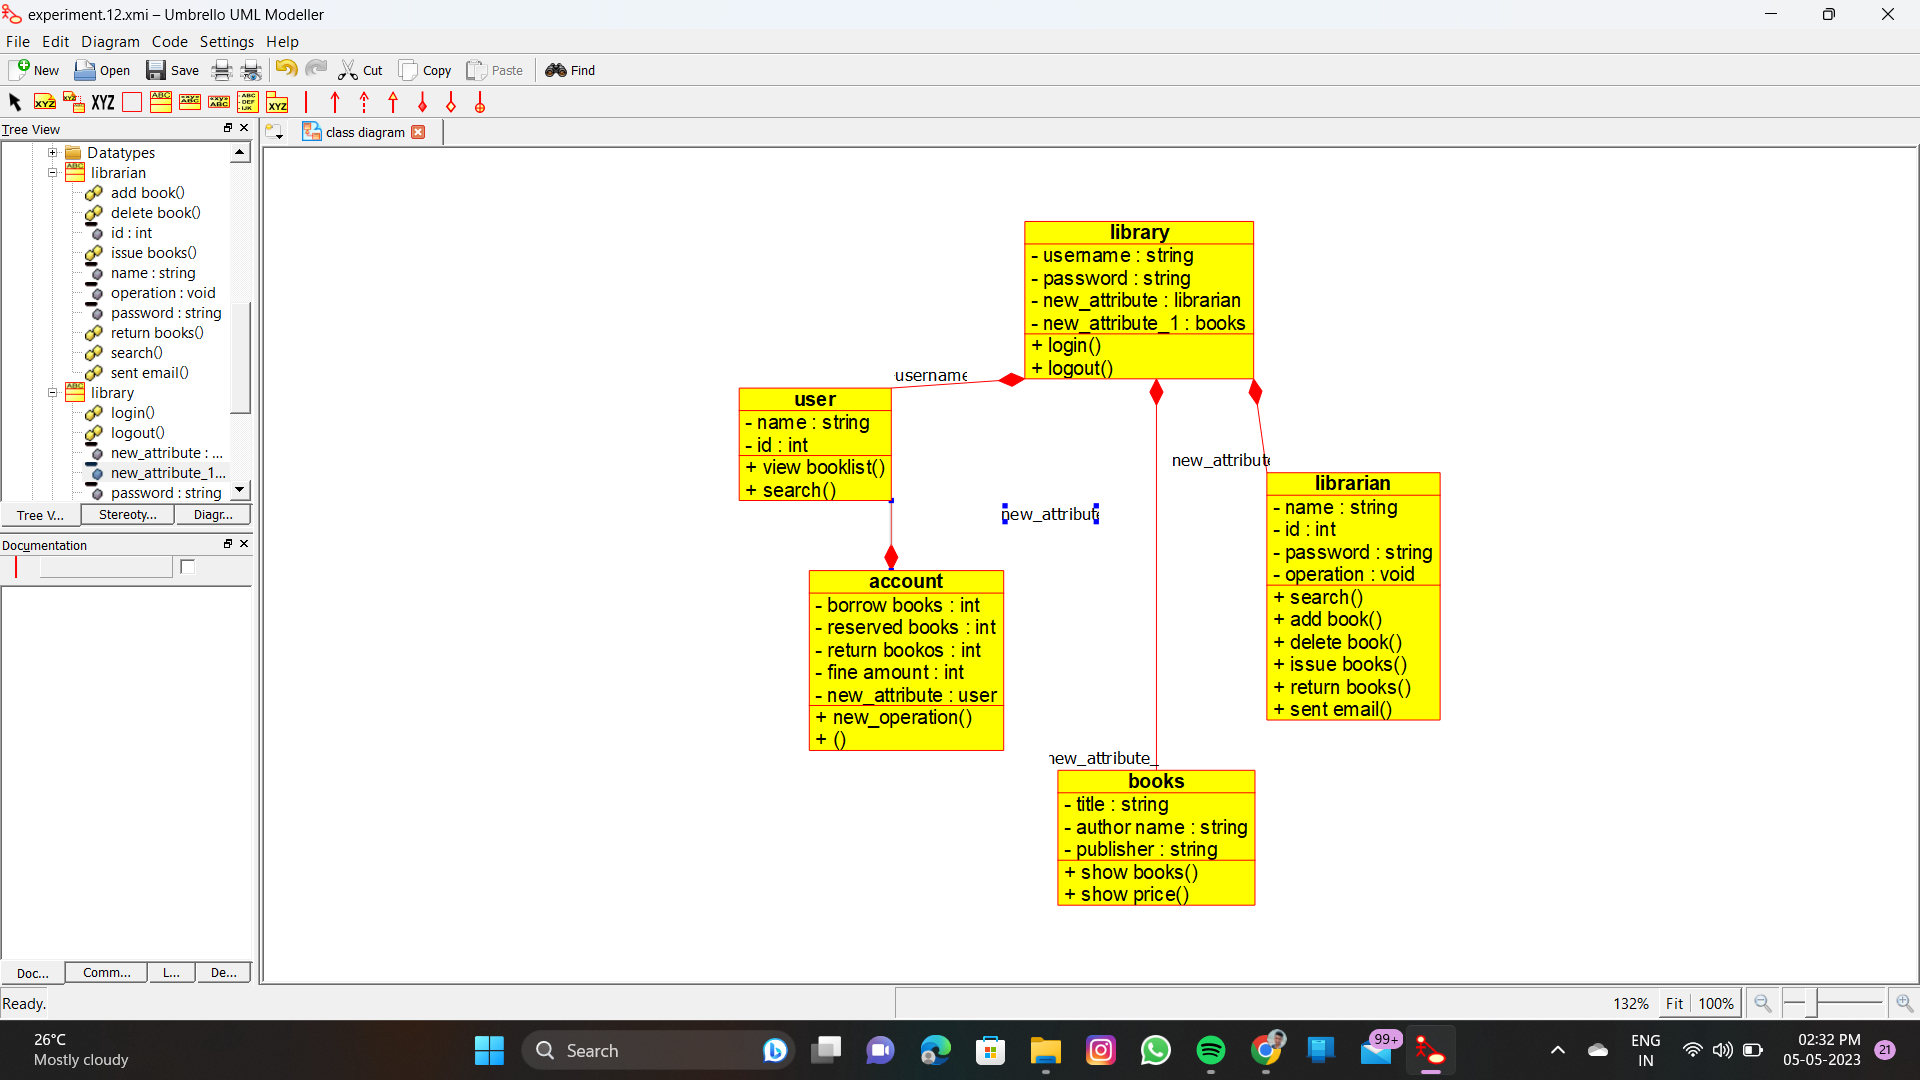 experiment.12.xmi – Umbrello UML Modeller
File Edit Diagram Code Settings Help
New Open Save Cut Copy Paste Find
XYZ
Tree View
class diagram
Datatypes
librarian
add book()
delete book()
id : int
issue books()
name : string
operation : void
password : string
return books()
search()
sent email()
library
login()
logout()
new_attribute : ...
new_attribute_1...
password : string
Tree V... Stereoty... Diagr...
Documentation
Doc... Comm... L... De...
library
- username : string
- password : string
- new_attribute : librarian
- new_attribute_1 : books
+ login()
+ logout()
-username
user
- name : string
- id : int
+ view booklist()
+ search()
new_attribute
new_attribute
librarian
- name : string
- id : int
- password : string
- operation : void
+ search()
+ add book()
+ delete book()
+ issue books()
+ return books()
+ sent email()
account
- borrow books : int
- reserved books : int
- return bookos : int
- fine amount : int
- new_attribute : user
+ new_operation()
+ ()
new_attribute_
books
- title : string
- author name : string
- publisher : string
+ show books()
+ show price()
Ready.
132% Fit 100%
26°C
Mostly cloudy
Search
99+
ENG
IN
02:32 PM
05-05-2023
21